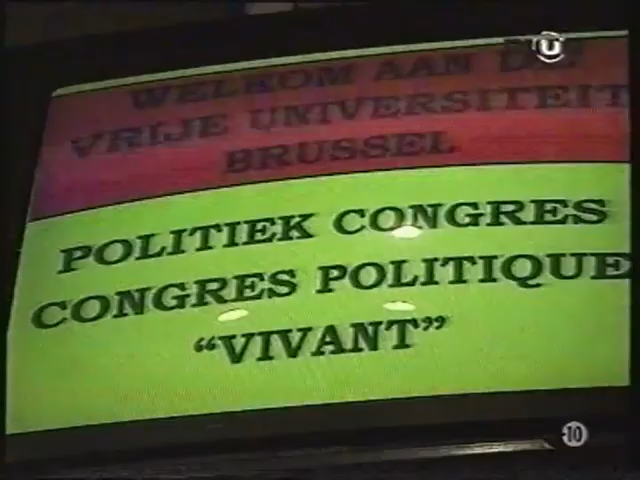 WELKOM AAN DE
VRIJE UNIVERSITEIT
BRUSSEL
POLITIEK CONGRES
CONGRES POLITIQUE
"VIVANT"
U
-10